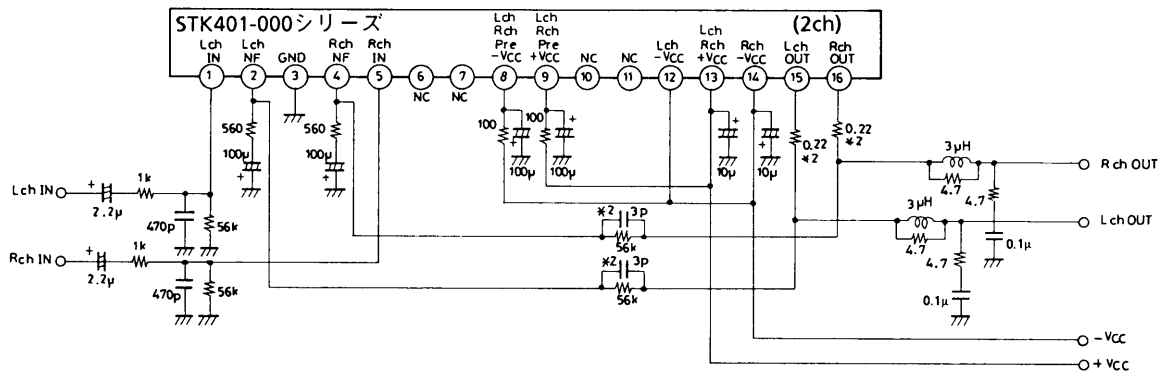 STK401-000シリーズ (2ch)
Lch IN
Lch NF
GND
Rch NF
Rch IN
Lch Rch Pre -VCC
Lch Rch Pre +VCC
NC
NC
Lch -VCC
Lch Rch +VCC
Rch -VCC
Lch OUT
Rch OUT
1 2 3 4 5 6 7 8 9 10 11 12 13 14 15 16
NC NC
560
100μ
560
100μ
100
100μ
100
100μ
10μ
10μ
0.22 *2
0.22 *2
3μH
4.7
4.7
Rch OUT
3μH
4.7
4.7
Lch OUT
0.1μ
0.1μ
Lch IN
+
2.2μ
1k
470p
56k
Rch IN
+
2.2μ
1k
470p
56k
*2 3p
56k
*2 3p
56k
-VCC
+VCC